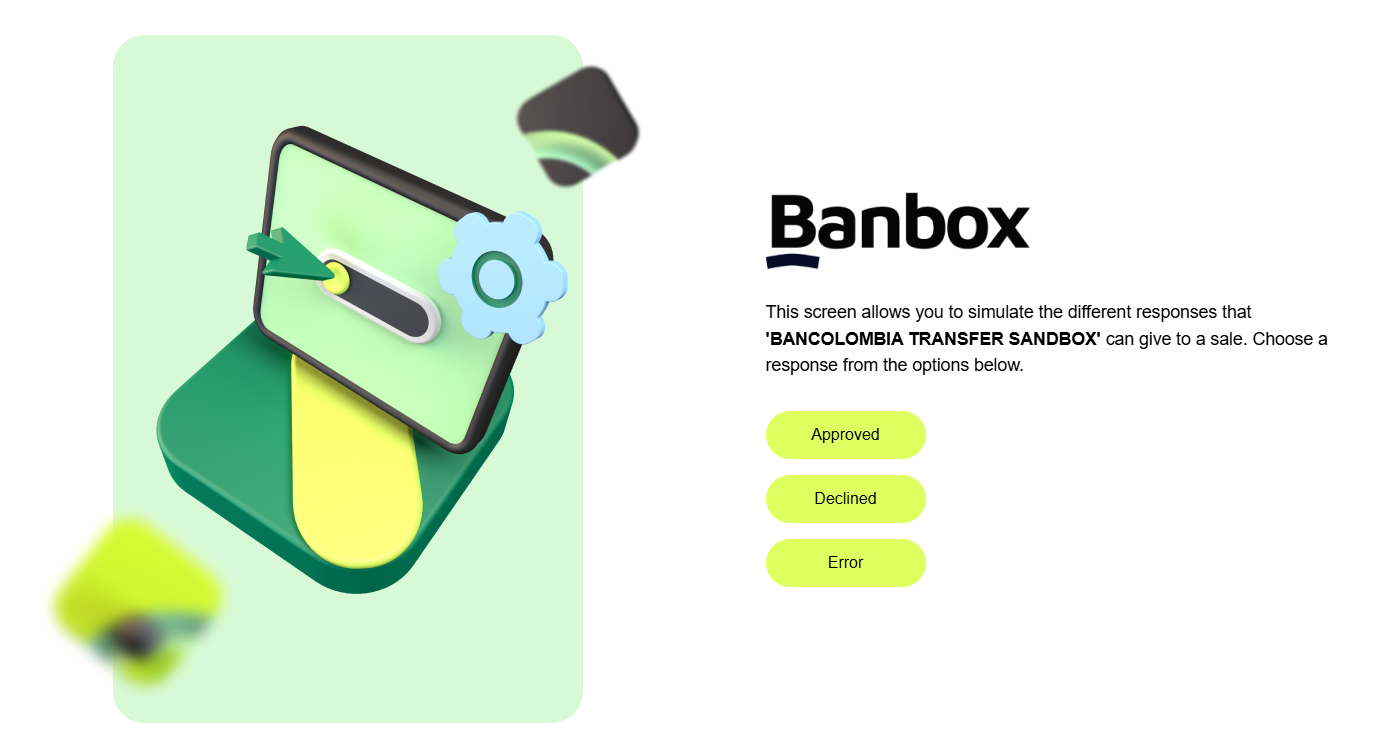 Banbox
This screen allows you to simulate the different responses that
'BANCOLOMBIA TRANSFER SANDBOX' can give to a sale. Choose a
response from the options below.
Approved
Declined
Error